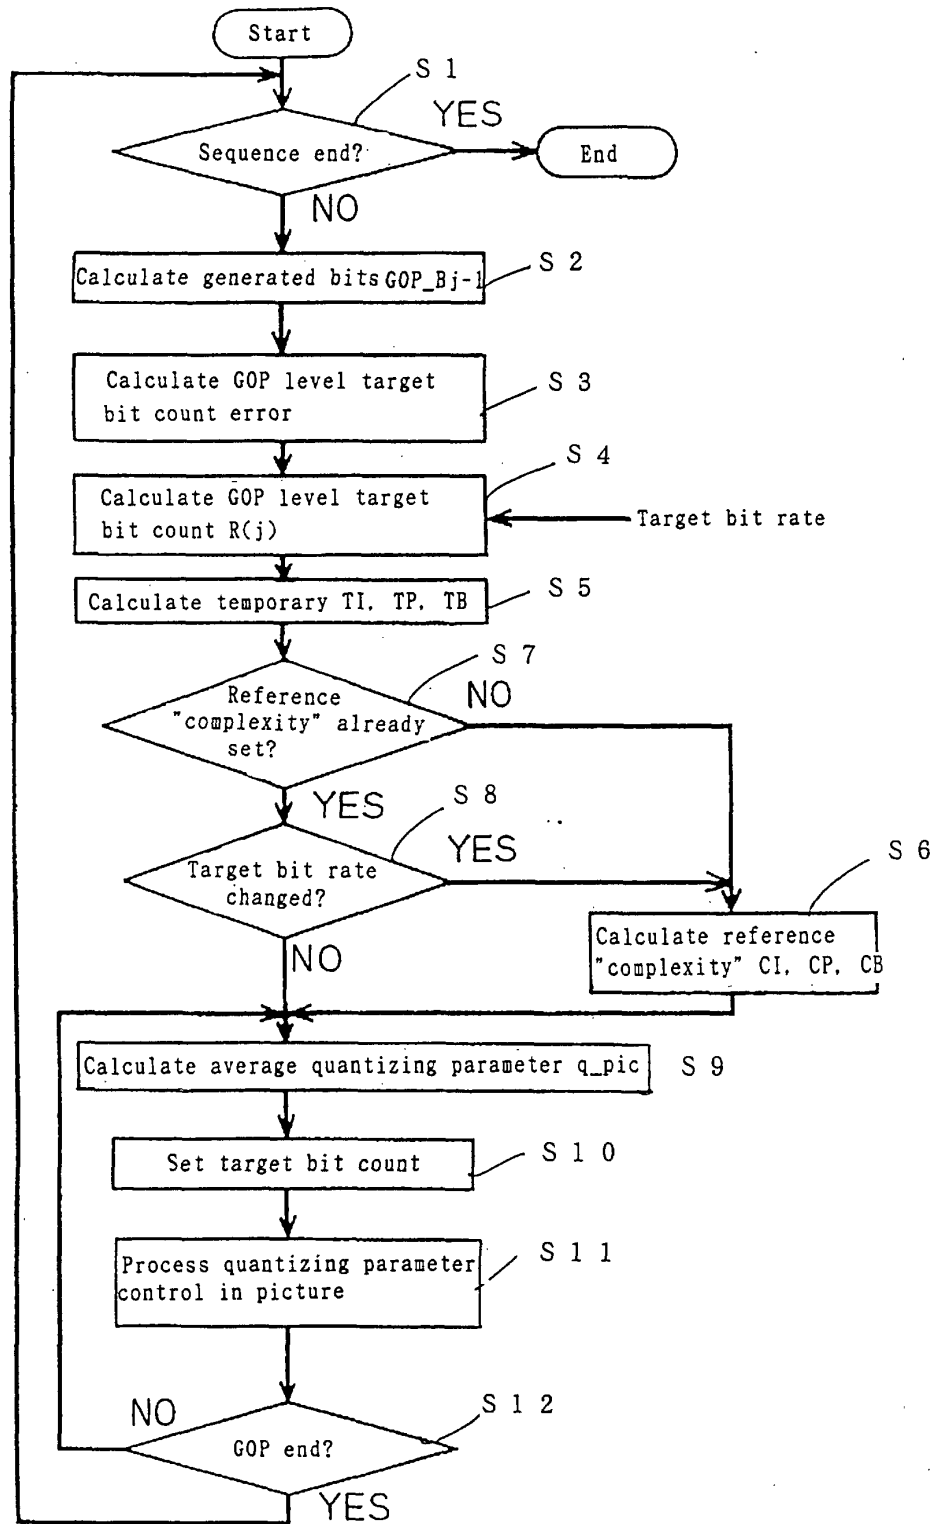 Start
S 1
YES
Sequence end?
End
NO
Calculate generated bits GOP_Bj-1
S 2
Calculate GOP level target
bit count error
S 3
S 4
Calculate GOP level target
bit count R(j)
Target bit rate
Calculate temporary TI, TP, TB
S 5
S 7
NO
Reference
"complexity" already
set?
YES
S 8
YES
Target bit rate
changed?
NO
S 6
Calculate reference
"complexity" CI, CP, CB
Calculate average quantizing parameter q_pic
S 9
Set target bit count
S 1 0
Process quantizing parameter
control in picture
S 1 1
NO
S 1 2
GOP end?
YES